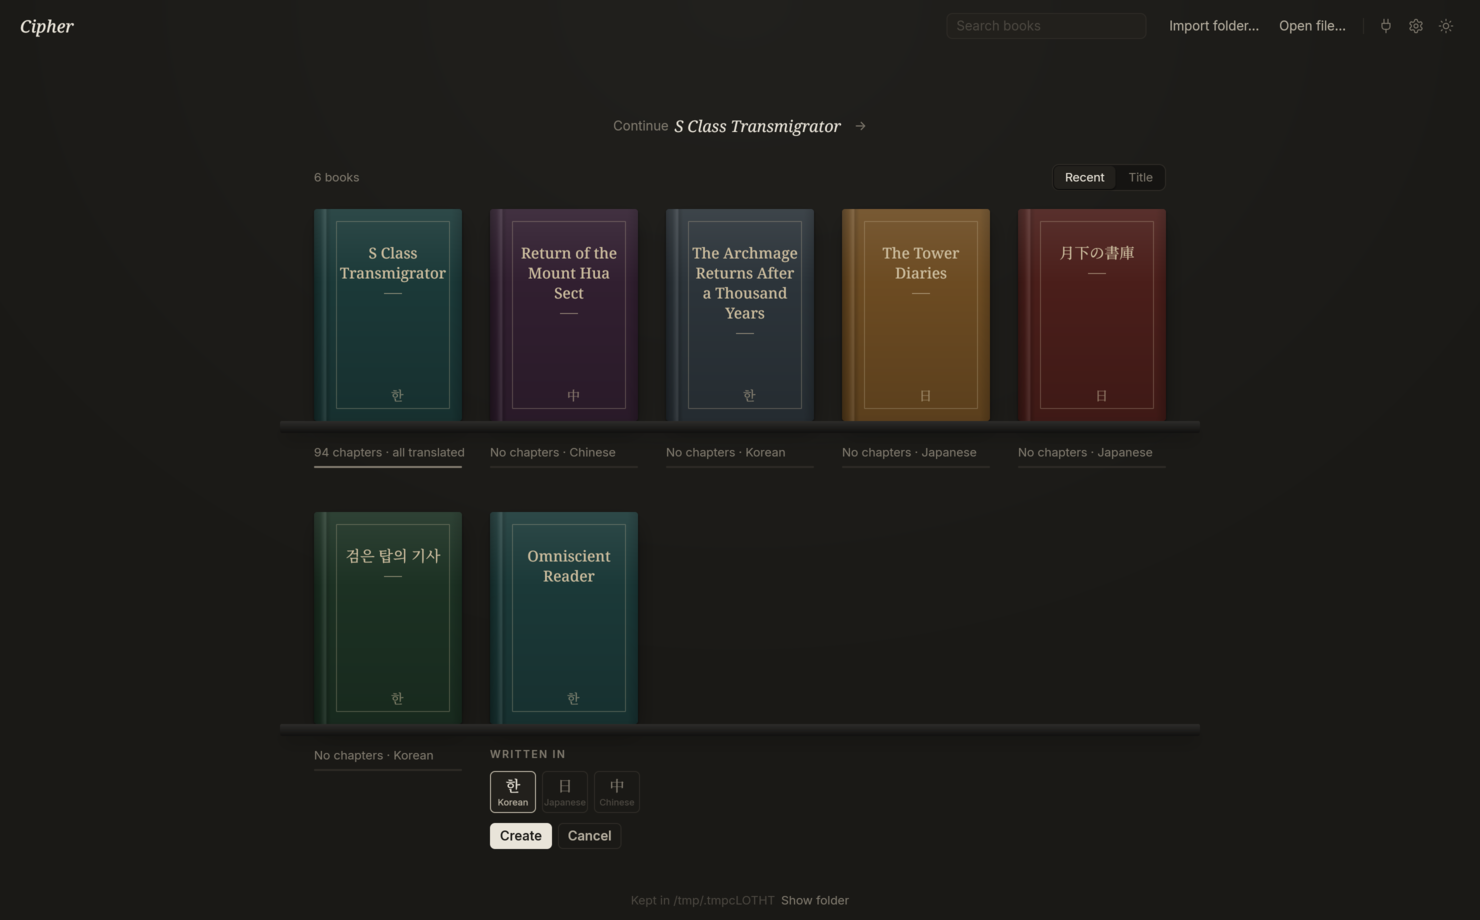 Cipher
Search books
Import folder...
Open file...
Continue S Class Transmigrator →
6 books
Recent
Title
S Class
Transmigrator
한
Return of the
Mount Hua
Sect
中
The Archmage
Returns After
a Thousand
Years
한
The Tower
Diaries
日
月下の書庫
日
94 chapters · all translated
No chapters · Chinese
No chapters · Korean
No chapters · Japanese
No chapters · Japanese
검은 탑의 기사
한
Omniscient
Reader
한
No chapters · Korean
WRITTEN IN
한
Korean
日
Japanese
中
Chinese
Create
Cancel
Kept in /tmp/.tmpcLOTHT Show folder